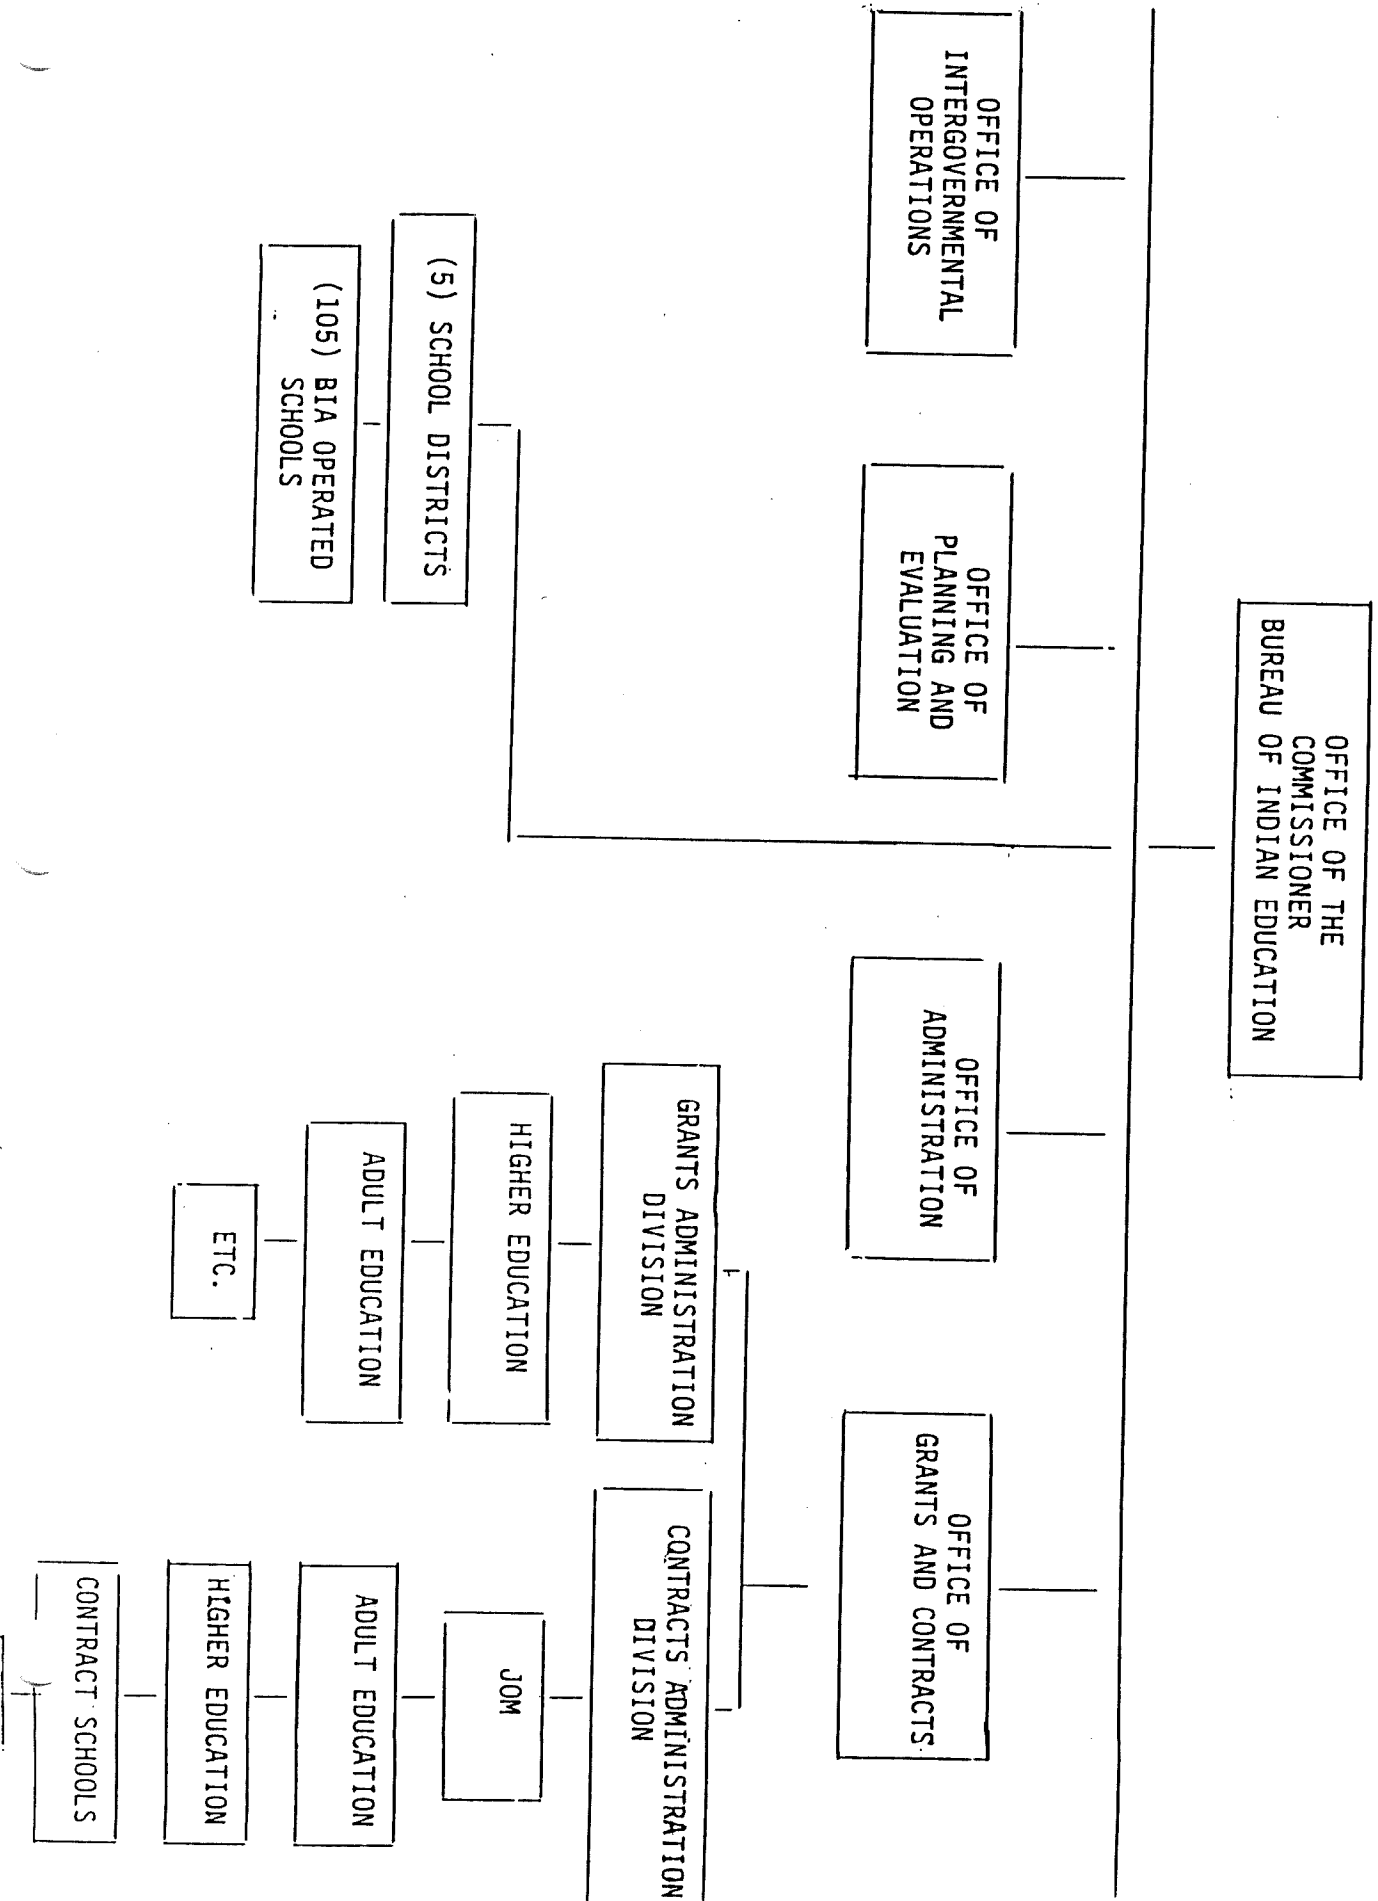 OFFICE OF THE
COMMISSIONER
BUREAU OF INDIAN EDUCATION
OFFICE OF
INTERGOVERNMENTAL
OPERATIONS
OFFICE OF
PLANNING AND
EVALUATION
OFFICE OF
ADMINISTRATION
OFFICE OF
GRANTS AND CONTRACTS
(5) SCHOOL DISTRICTS
(105) BIA OPERATED
SCHOOLS
GRANTS ADMINISTRATION
DIVISION
HIGHER EDUCATION
ADULT EDUCATION
ETC.
CONTRACTS ADMINISTRATION
DIVISION
JOM
ADULT EDUCATION
HIGHER EDUCATION
CONTRACT SCHOOLS